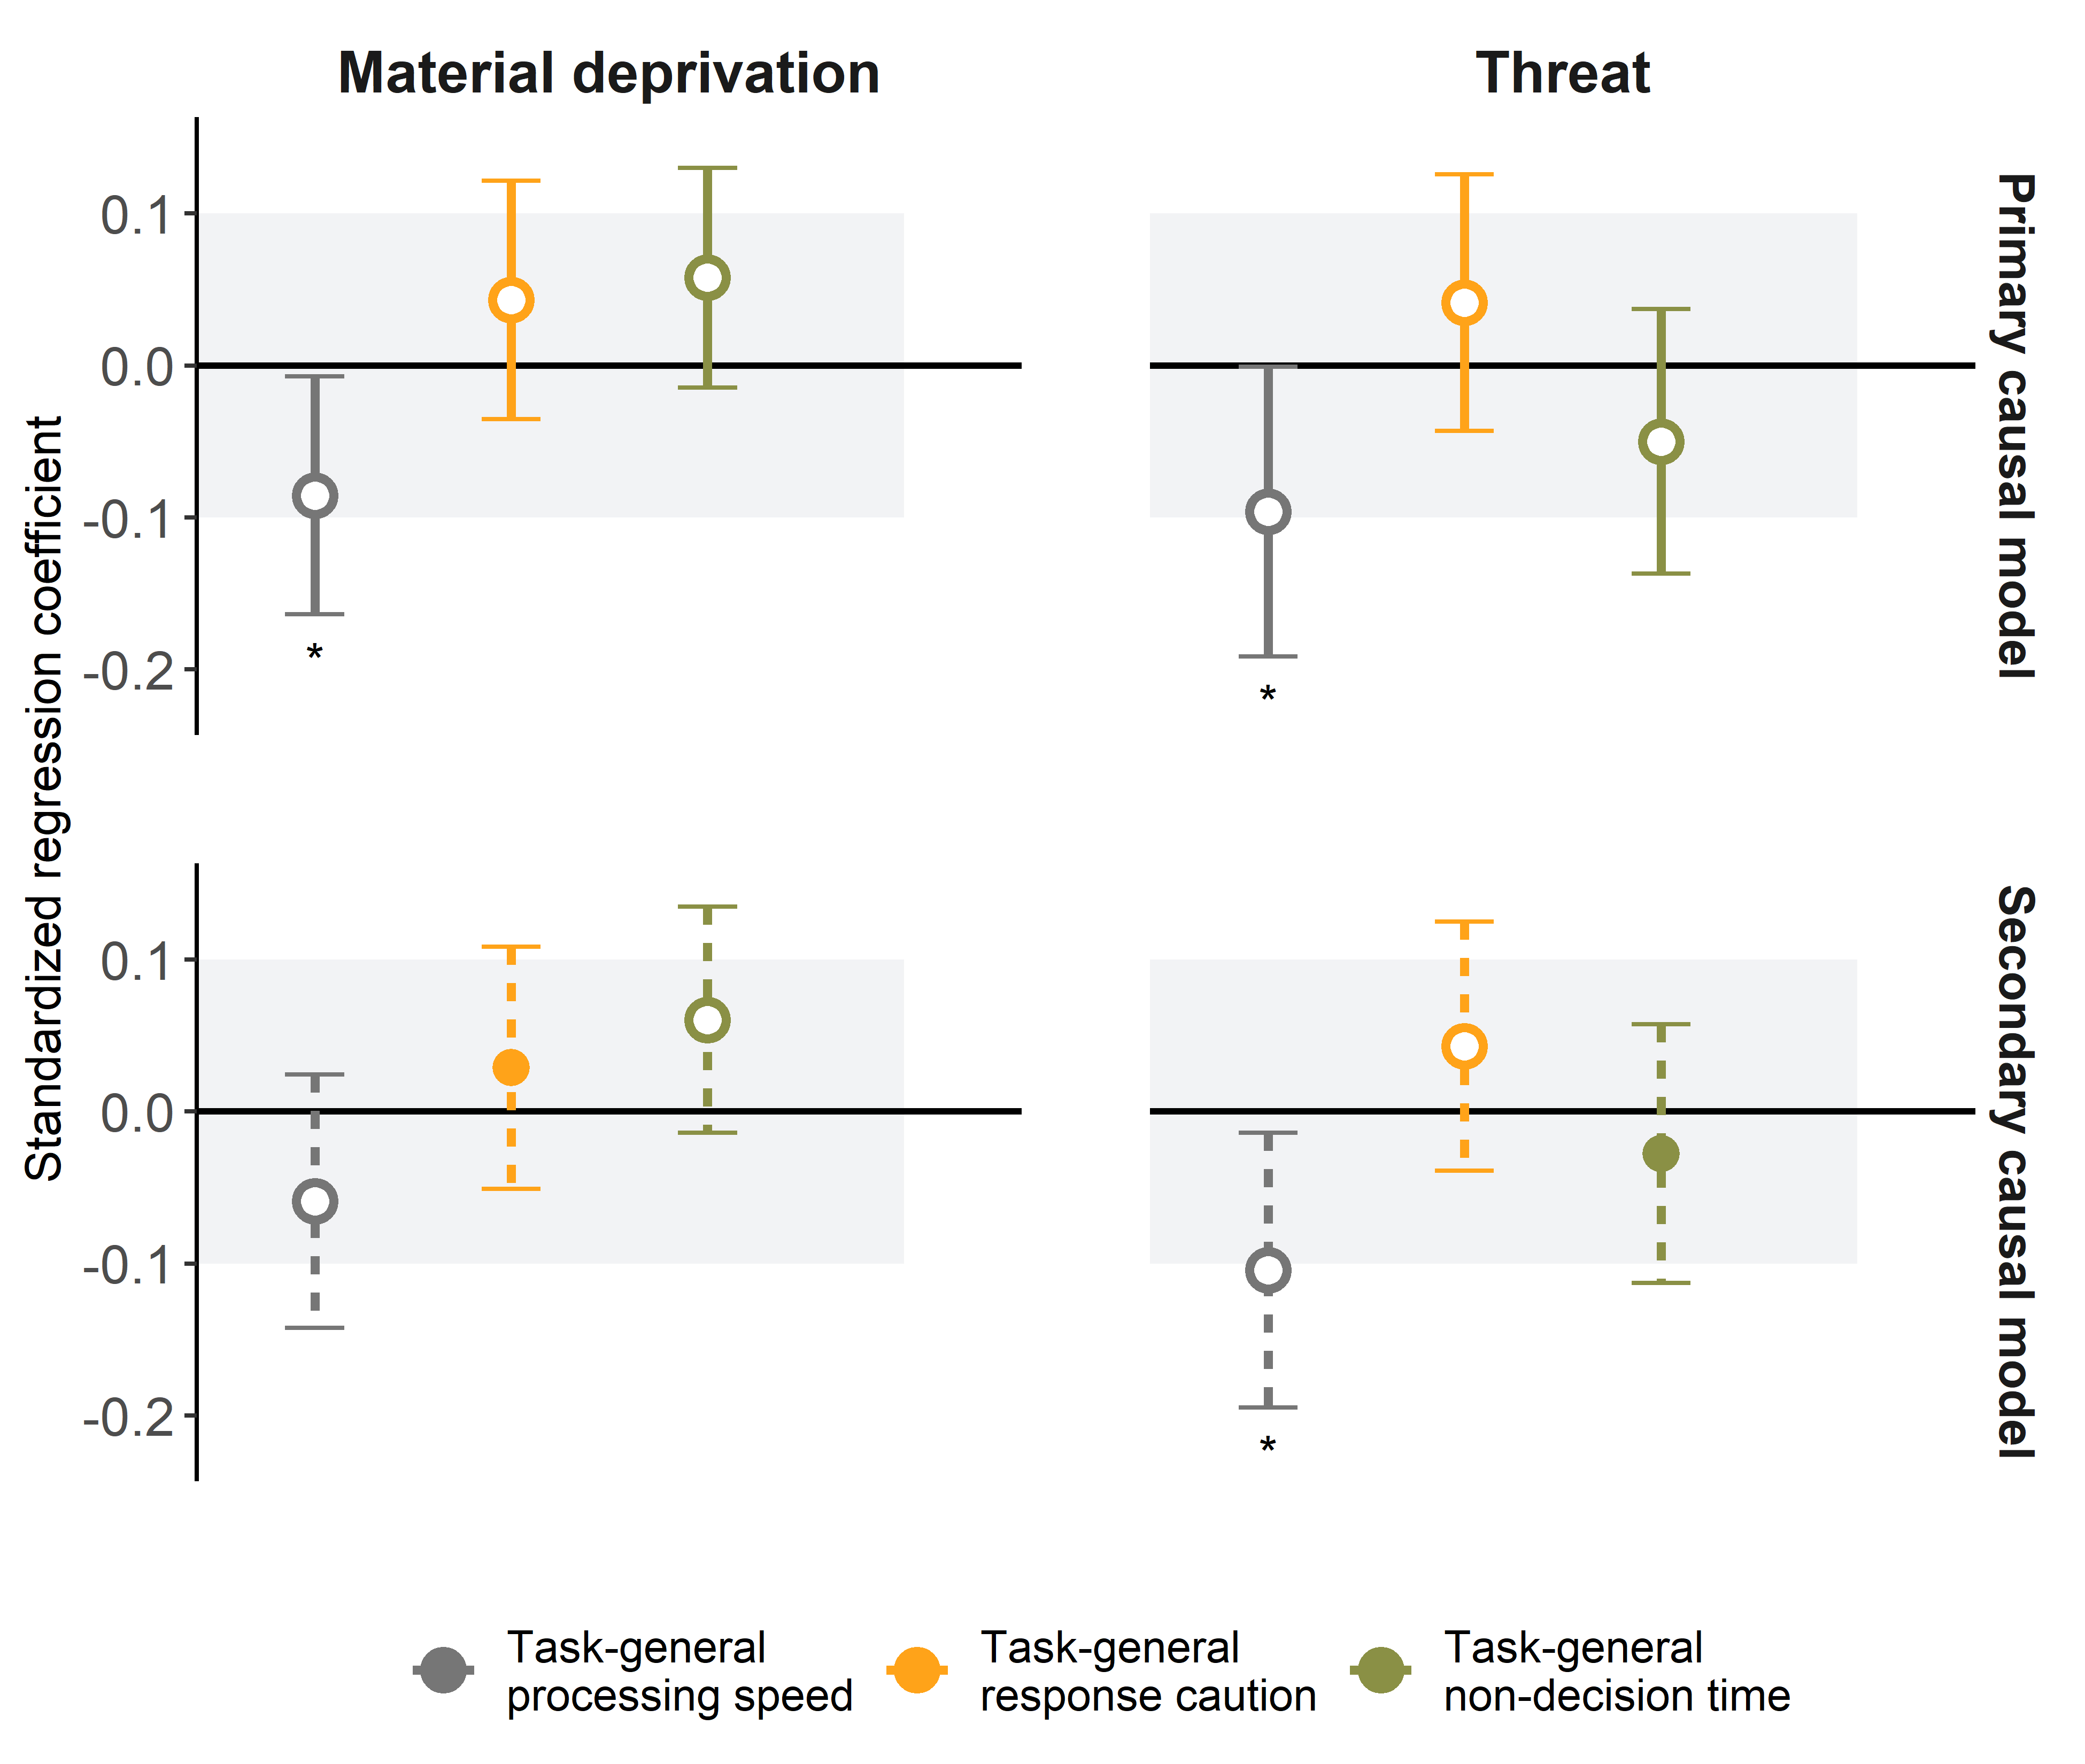 Material deprivation
Threat
Standardized regression coefficient
0.1
0.0
-0.1
-0.2
*
*
Primary causal model
0.1
0.0
-0.1
-0.2
*
Secondary causal model
Task-general
processing speed
Task-general
response caution
Task-general
non-decision time